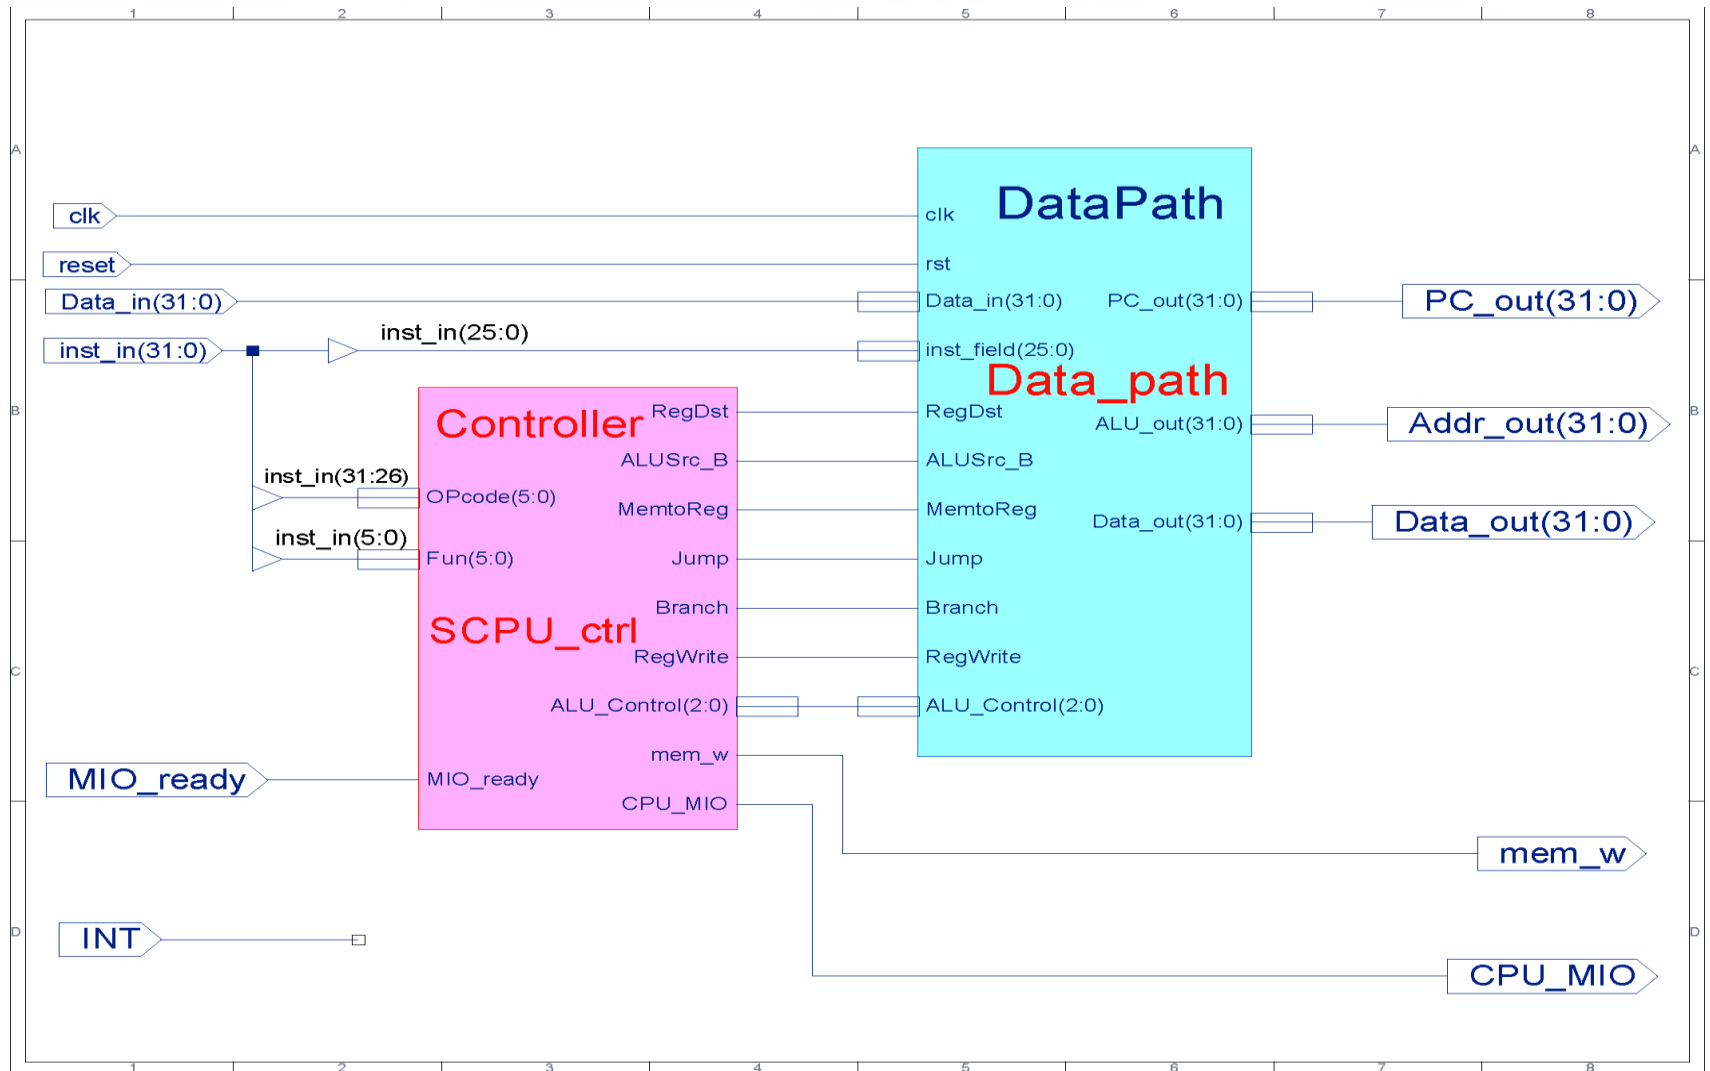 1 2 3 4 5 6 7 8
A A
clk
clk
DataPath
reset
rst
Data_in(31:0)
Data_in(31:0)
PC_out(31:0)
PC_out(31:0)
inst_in(31:0)
inst_in(25:0)
inst_field(25:0)
Data_path
B B
Controller
RegDst
RegDst
ALU_out(31:0)
Addr_out(31:0)
ALUSrc_B
ALUSrc_B
inst_in(31:26)
OPcode(5:0)
MemtoReg
MemtoReg
Data_out(31:0)
Data_out(31:0)
inst_in(5:0)
Fun(5:0)
Jump
Jump
Branch
Branch
SCPU_ctrl
RegWrite
RegWrite
C C
ALU_Control(2:0)
ALU_Control(2:0)
mem_w
MIO_ready
MIO_ready
CPU_MIO
mem_w
INT
D D
CPU_MIO
1 2 3 4 5 6 7 8